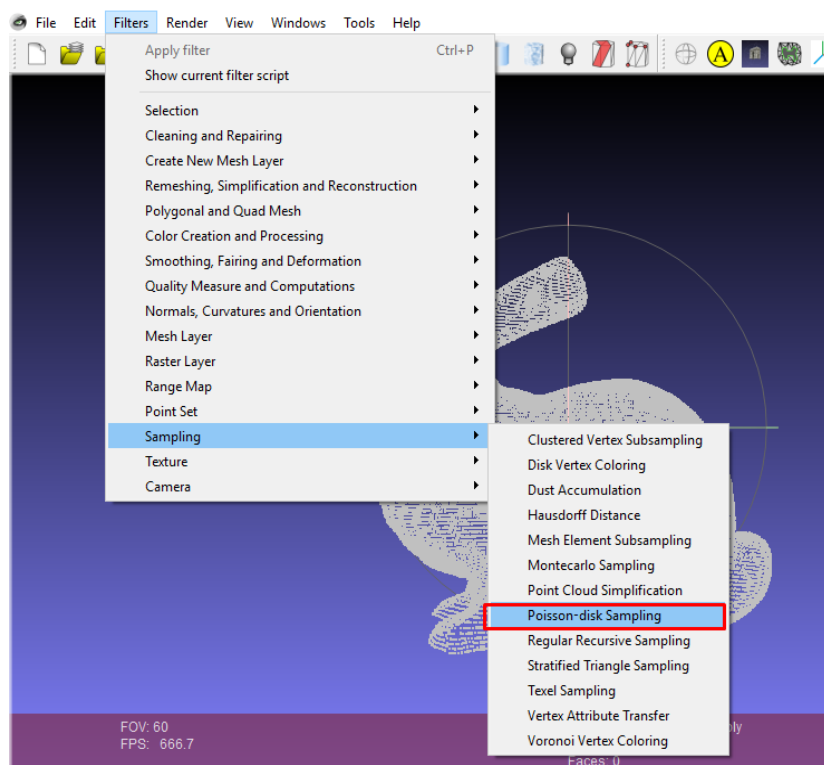 File Edit Filters Render View Windows Tools Help
A
Apply filter Ctrl+P
Show current filter script
Selection
Cleaning and Repairing
Create New Mesh Layer
Remeshing, Simplification and Reconstruction
Polygonal and Quad Mesh
Color Creation and Processing
Smoothing, Fairing and Deformation
Quality Measure and Computations
Normals, Curvatures and Orientation
Mesh Layer
Raster Layer
Range Map
Point Set
Sampling
Texture
Camera
Clustered Vertex Subsampling
Disk Vertex Coloring
Dust Accumulation
Hausdorff Distance
Mesh Element Subsampling
Montecarlo Sampling
Point Cloud Simplification
Poisson-disk Sampling
Regular Recursive Sampling
Stratified Triangle Sampling
Texel Sampling
Vertex Attribute Transfer
Voronoi Vertex Coloring
FOV: 60
FPS: 666.7
ly
Faces: 0